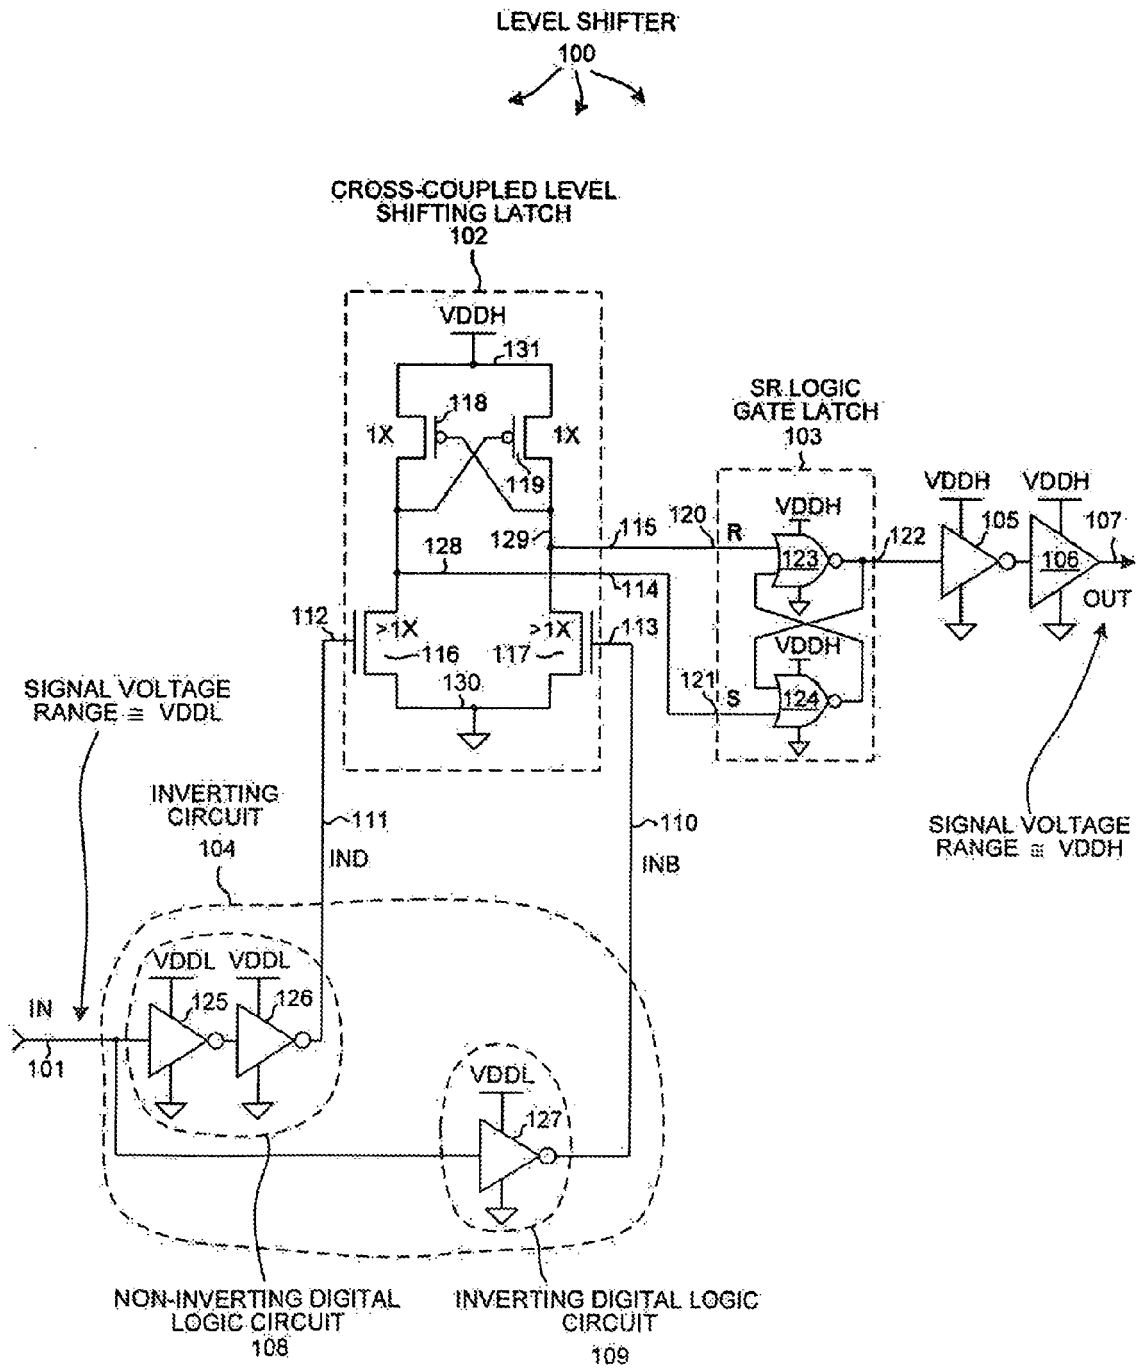 LEVEL SHIFTER
100
CROSS-COUPLED LEVEL
SHIFTING LATCH
102
VDDH
131
118
1X
1X
119
SR LOGIC
GATE LATCH
103
VDDH
VDDH
VDDH
105
107
129
115
120
R
123
122
106
128
114
OUT
112
>1X
>1X
113
116
117
VDDH
130
121
S
124
SIGNAL VOLTAGE
RANGE ≅ VDDL
INVERTING
CIRCUIT
104
111
IND
110
INB
SIGNAL VOLTAGE
RANGE ≅ VDDH
VDDL
VDDL
IN
125
126
101
VDDL
127
NON-INVERTING DIGITAL
LOGIC CIRCUIT
108
INVERTING DIGITAL LOGIC
CIRCUIT
109